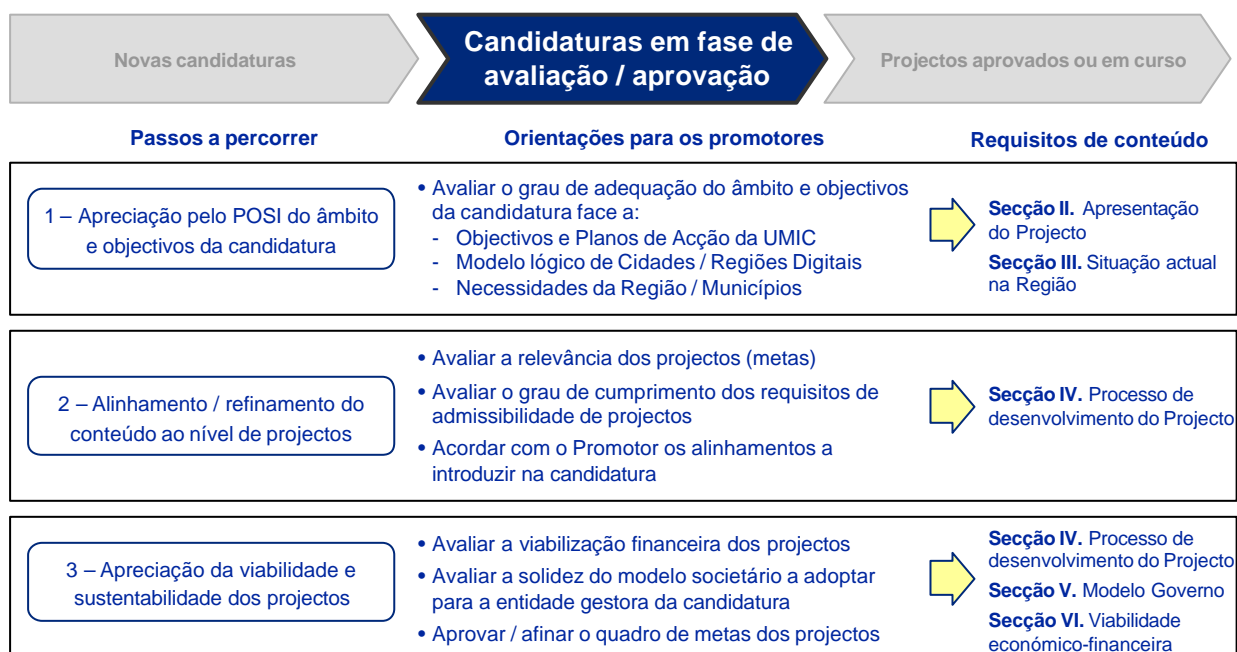 Novas candidaturas
Candidaturas em fase de
avaliação / aprovação
Projectos aprovados ou em curso
Passos a percorrer
Orientações para os promotores
Requisitos de conteúdo
1 – Apreciação pelo POSI do âmbito
e objectivos da candidatura
• Avaliar o grau de adequação do âmbito e objectivos
da candidatura face a:
- Objectivos e Planos de Acção da UMIC
- Modelo lógico de Cidades / Regiões Digitais
- Necessidades da Região / Municípios
Secção II. Apresentação
do Projecto
Secção III. Situação actual
na Região
2 – Alinhamento / refinamento do
conteúdo ao nível de projectos
• Avaliar a relevância dos projectos (metas)
• Avaliar o grau de cumprimento dos requisitos de
admissibilidade de projectos
• Acordar com o Promotor os alinhamentos a
introduzir na candidatura
Secção IV. Processo de
desenvolvimento do Projecto
3 – Apreciação da viabilidade e
sustentabilidade dos projectos
• Avaliar a viabilização financeira dos projectos
• Avaliar a solidez do modelo societário a adoptar
para a entidade gestora da candidatura
• Aprovar / afinar o quadro de metas dos projectos
Secção IV. Processo de
desenvolvimento do Projecto
Secção V. Modelo Governo
Secção VI. Viabilidade
económico-financeira